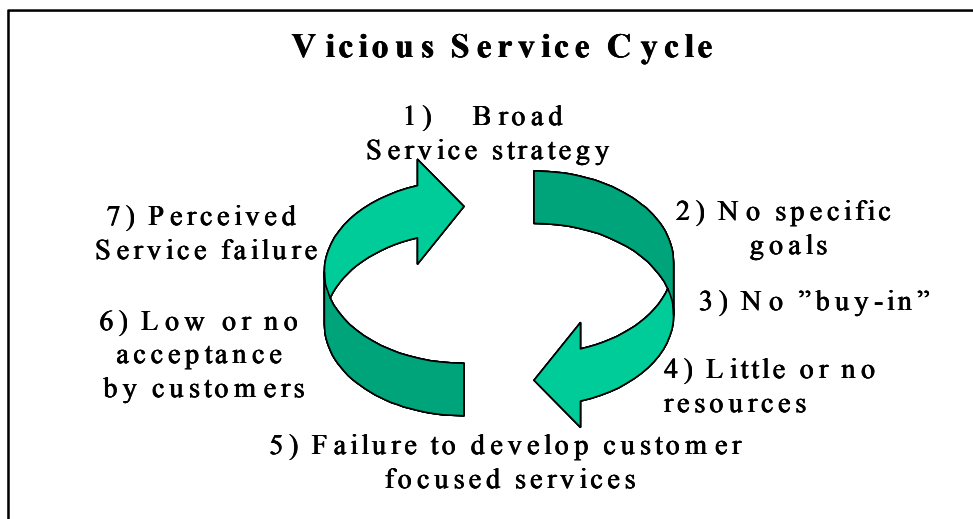 Vicious Service Cycle
1) Broad
Service strategy
2) No specific
goals
3) No ”buy-in”
4) Little or no
resources
5) Failure to develop customer
focused services
6) Low or no
acceptance
by customers
7) Perceived
Service failure